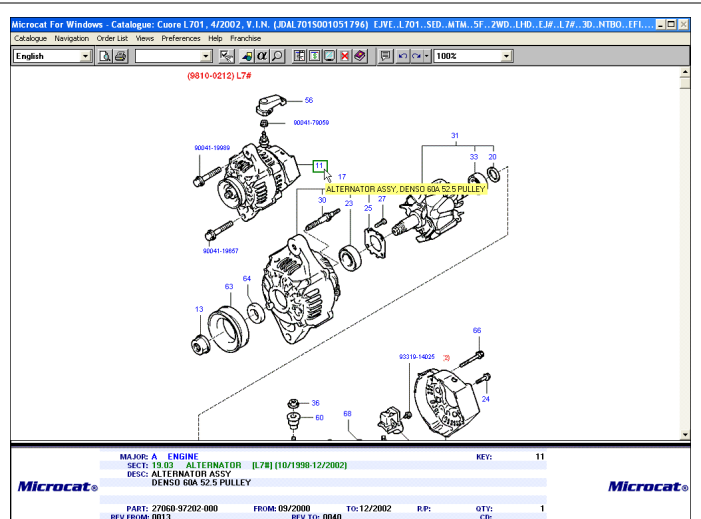 Microcat For Windows - Catalogue: Cuore L701, 4/2002, V.I.N. (JDAL701S001051796) EJVE..L701..SED..MTM..5F..2WD..LHD..EJ#..L7#..3D..NTBO..EFI....
Catalogue Navigation Order List Views Preferences Help Franchise
English 100%
(9810-0212) L7#
56
90041-79059
31
90041-19989
33 20
11
17
ALTERNATOR ASSY, DENSO 60A 52.5 PULLEY
30 23 25 27
90041-19657
64
63
13
66
93319-14025 (2)
24
36
60
68
MAJOR: A ENGINE KEY: 11
SECT: 19.03 ALTERNATOR [L7#] (10/1998-12/2002)
DESC: ALTERNATOR ASSY
DENSO 60A 52.5 PULLEY
Microcat® Microcat®
PART: 27060-97202-000 FROM: 09/2000 TO: 12/2002 R/P: QTY: 1
REV FROM: 0013 REV TO: 0040 CD: